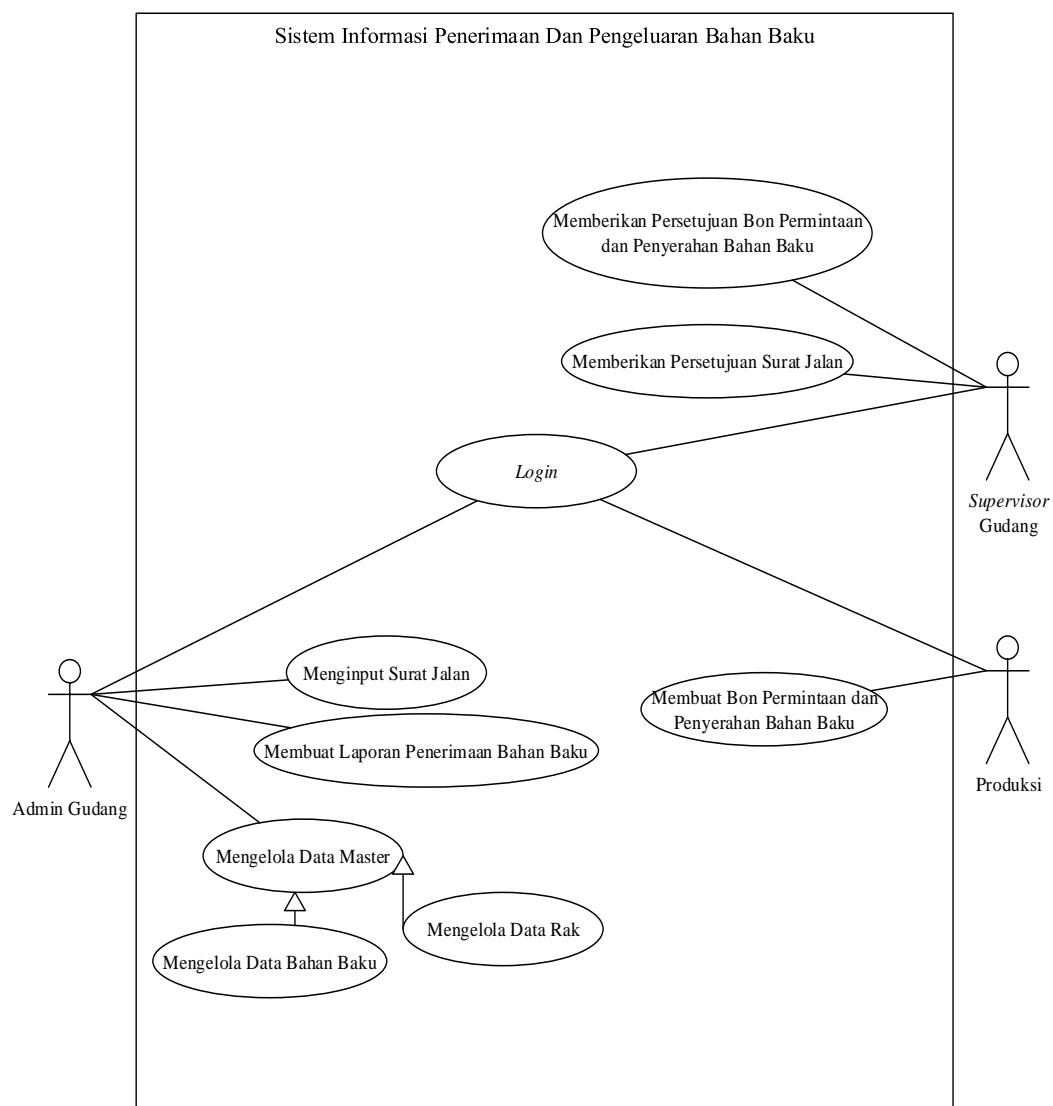 Sistem Informasi Penerimaan Dan Pengeluaran Bahan Baku
Memberikan Persetujuan Bon Permintaan
dan Penyerahan Bahan Baku
Memberikan Persetujuan Surat Jalan
Login
Supervisor
Gudang
Menginput Surat Jalan
Membuat Bon Permintaan dan
Penyerahan Bahan Baku
Membuat Laporan Penerimaan Bahan Baku
Produksi
Admin Gudang
Mengelola Data Master
Mengelola Data Rak
Mengelola Data Bahan Baku